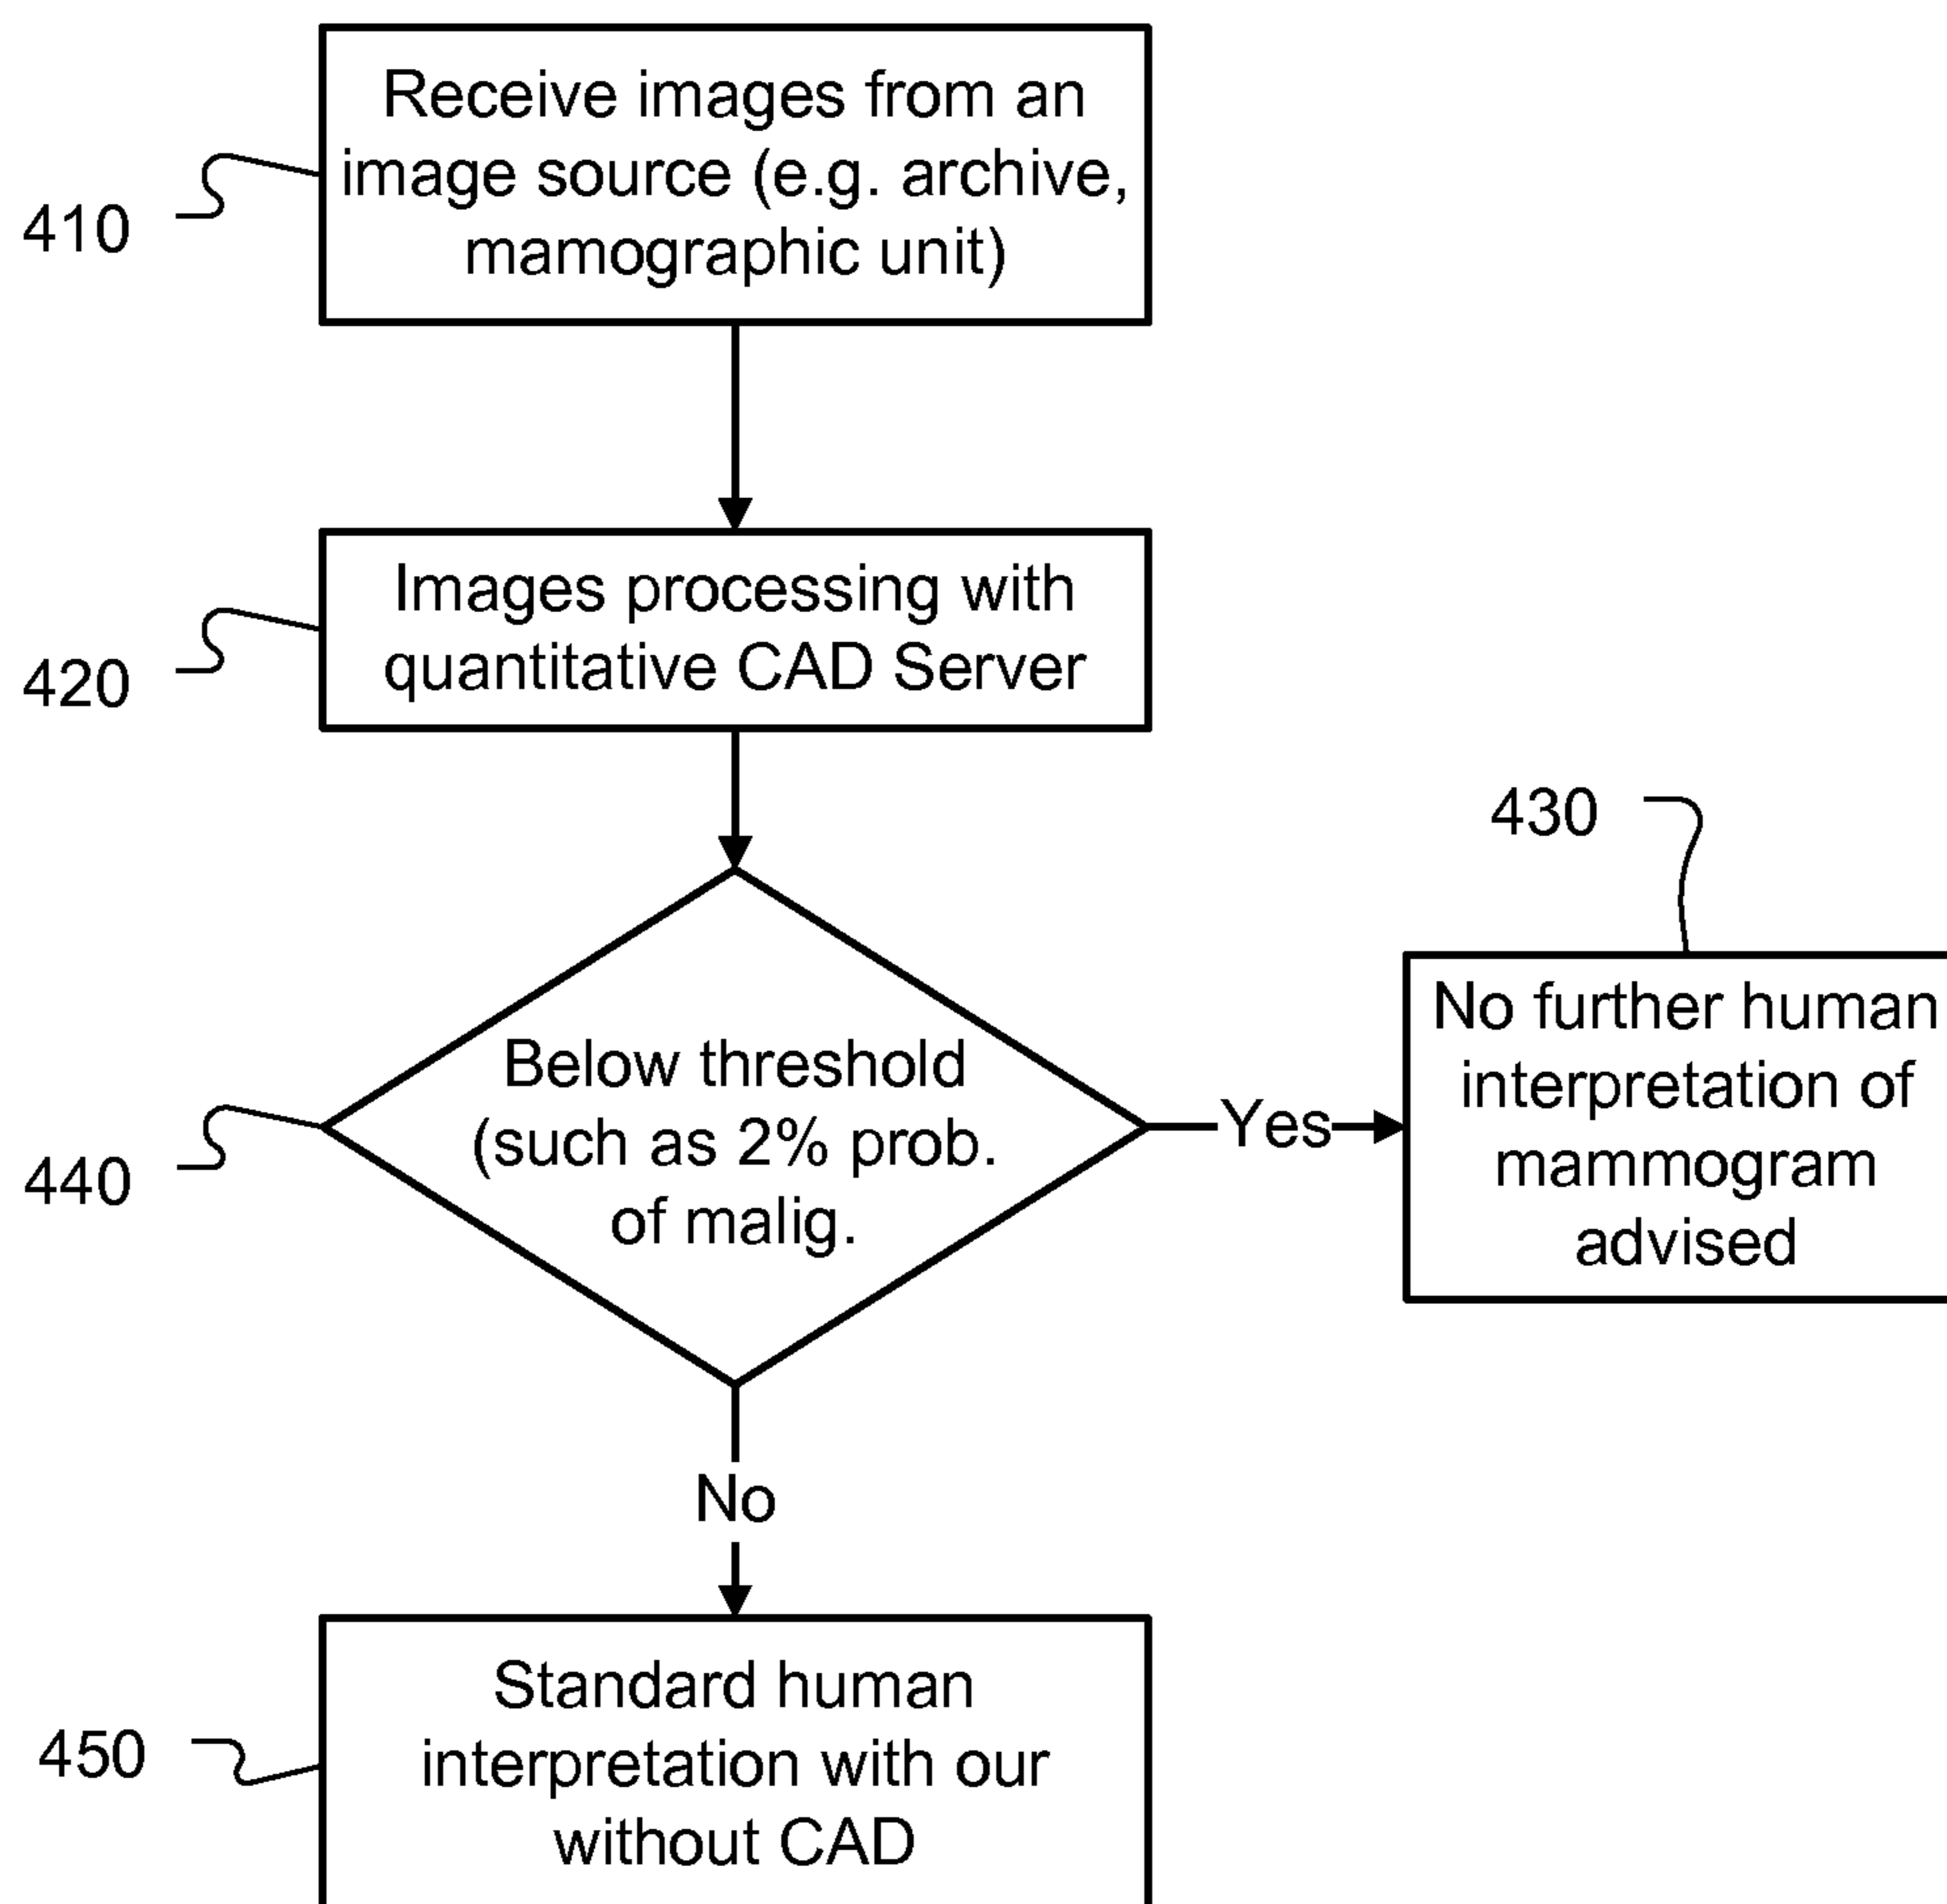 Receive images from an
image source (e.g. archive,
mamographic unit)
410
Images processing with
quantitative CAD Server
420
430
Below threshold
(such as 2% prob.
of malig.
440
Yes
No further human
interpretation of
mammogram
advised
No
Standard human
interpretation with our
without CAD
450